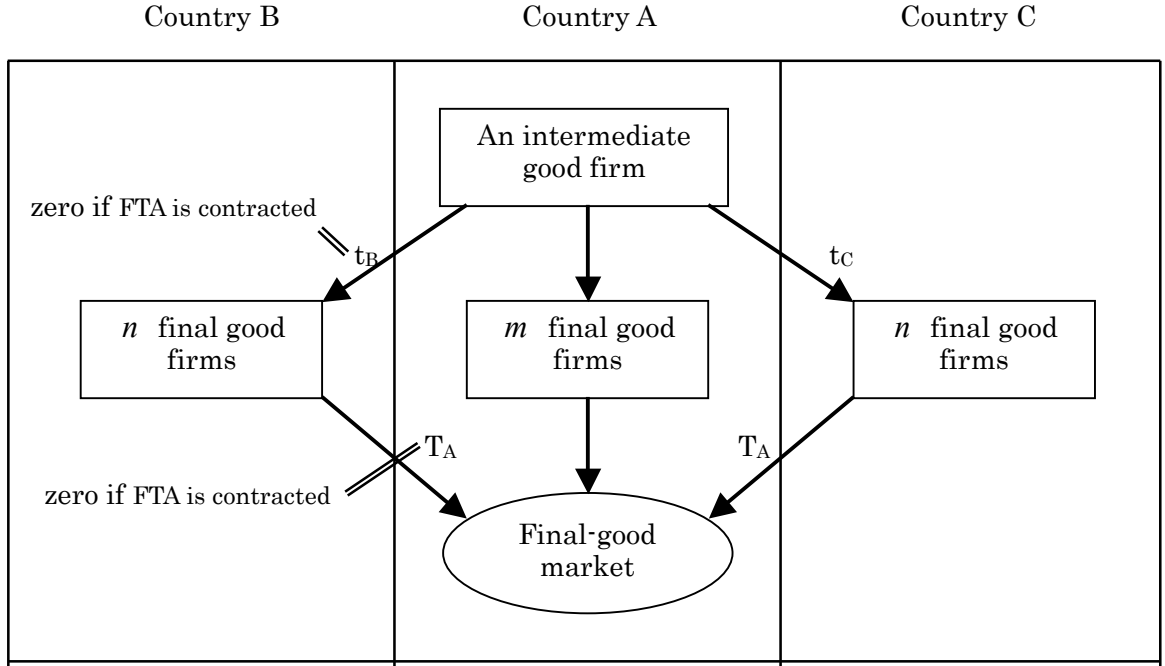 Country B
Country A
Country C
An intermediate
good firm
zero if FTA is contracted
tB
tC
n final good
firms
m final good
firms
n final good
firms
TA
TA
zero if FTA is contracted
Final-good
market